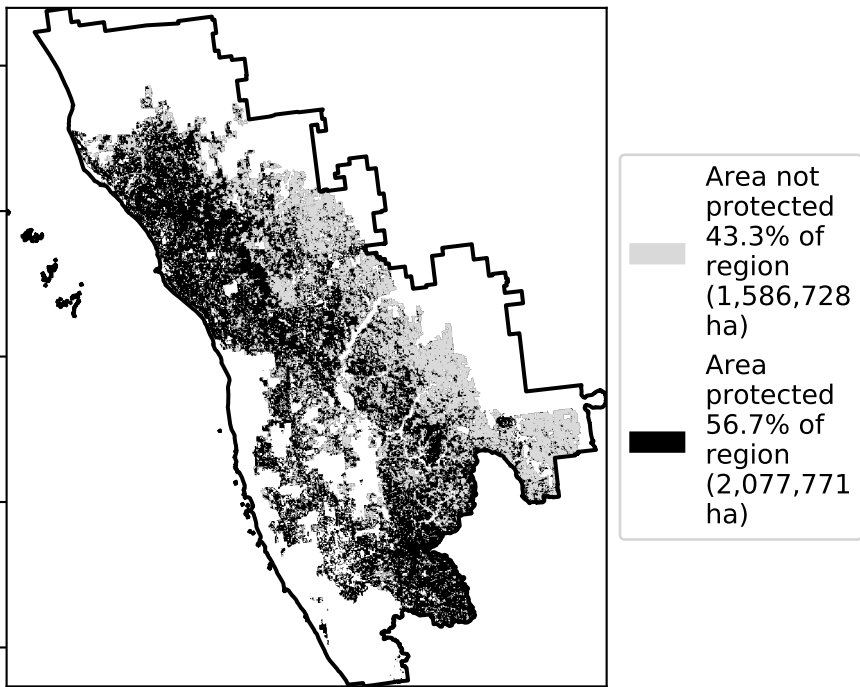 Area not
protected
43.3% of
region
(1,586,728
ha)
Area
protected
56.7% of
region
(2,077,771
ha)